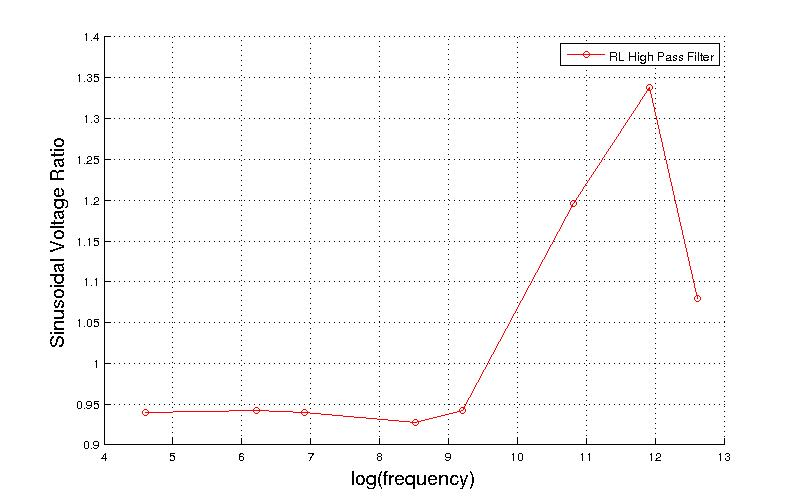 1.4
RL High Pass Filter
1.35
1.3
1.25
1.2
1.15
1.1
1.05
1
0.95
0.9
Sinusoidal Voltage Ratio
4 5 6 7 8 9 10 11 12 13
log(frequency)